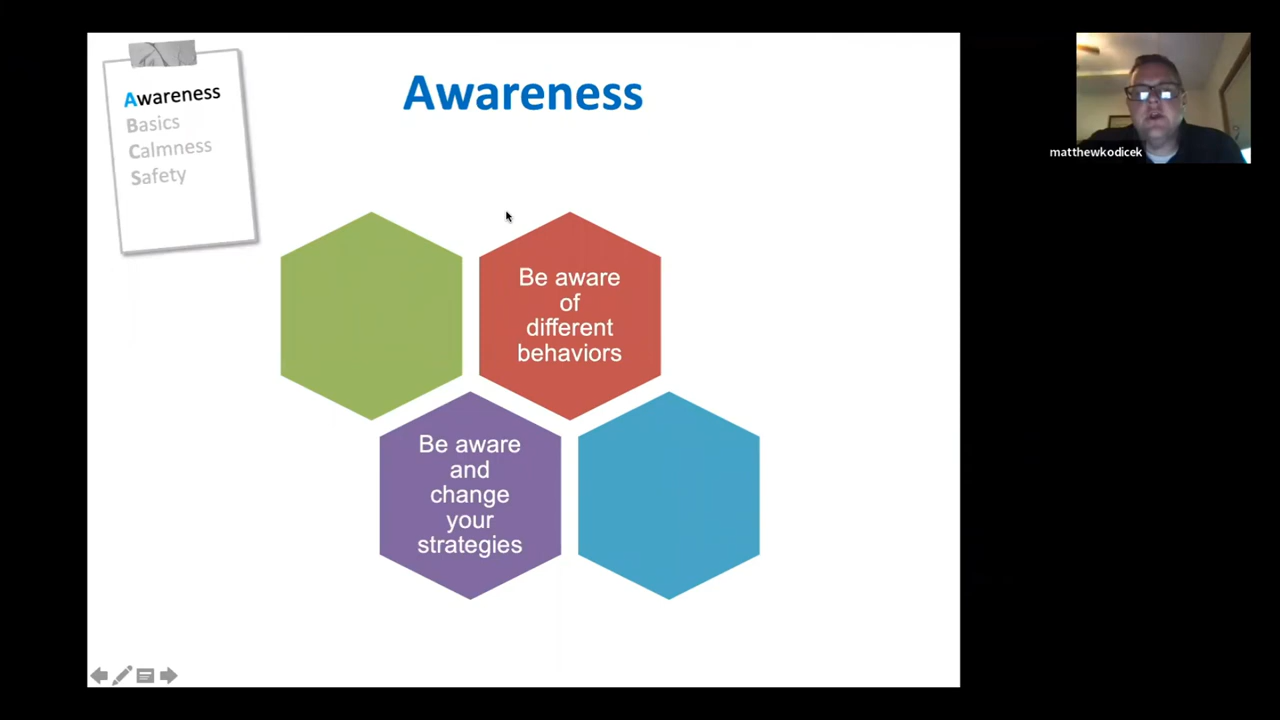 Awareness
Basics
Calmness
Safety
Awareness
Be aware
of
different
behaviors
Be aware
and
change
your
strategies
matthewkodicek